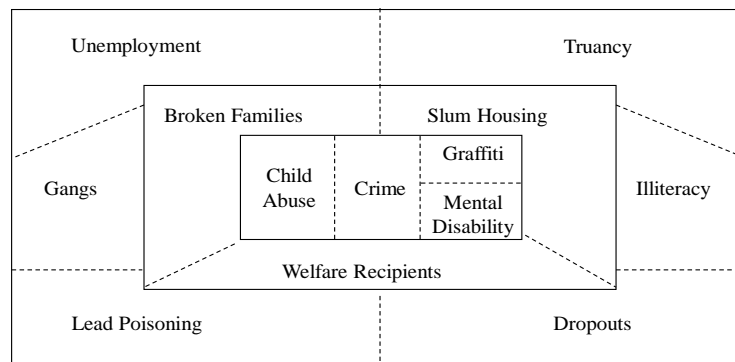 Unemployment
Truancy
Broken Families
Slum Housing
Graffiti
Child
Abuse
Crime
Gangs
Illiteracy
Mental
Disability
Welfare Recipients
Lead Poisoning
Dropouts